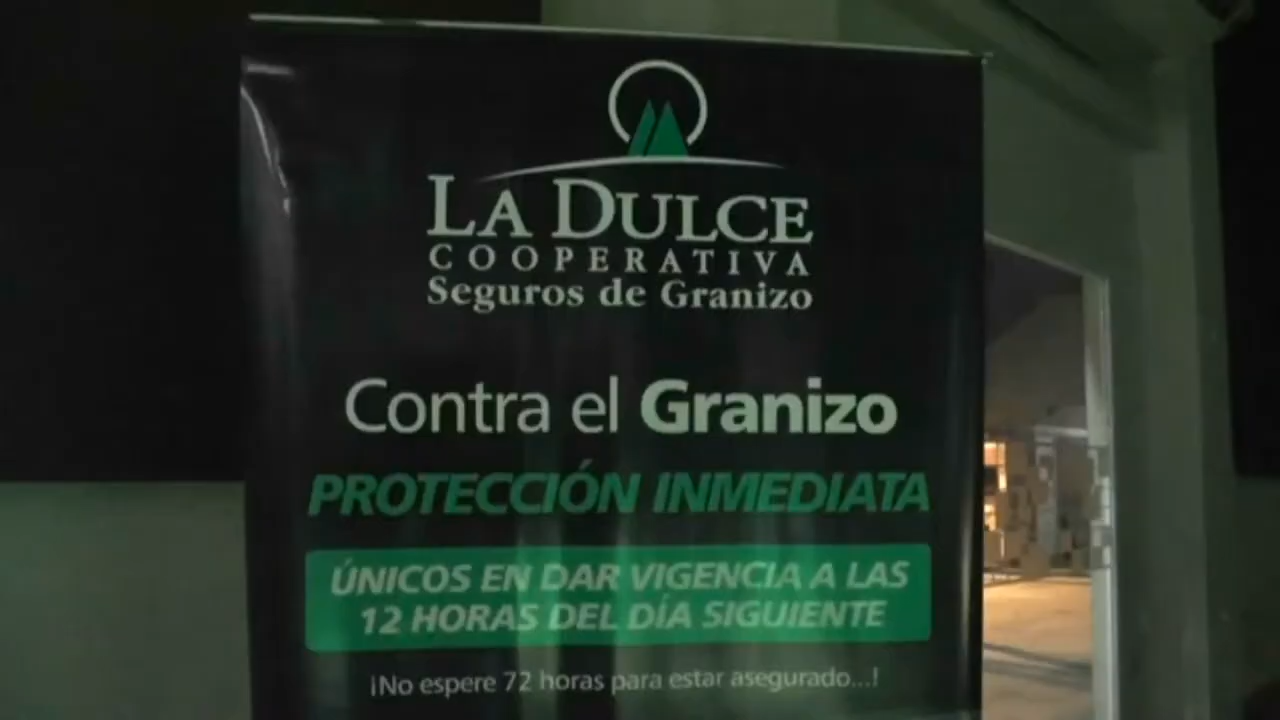 LA DULCE
COOPERATIVA
Seguros de Granizo
Contra el Granizo
PROTECCIÓN INMEDIATA
ÚNICOS EN DAR VIGENCIA A LAS
12 HORAS DEL DÍA SIGUIENTE
¡No espere 72 horas para estar asegurado...!